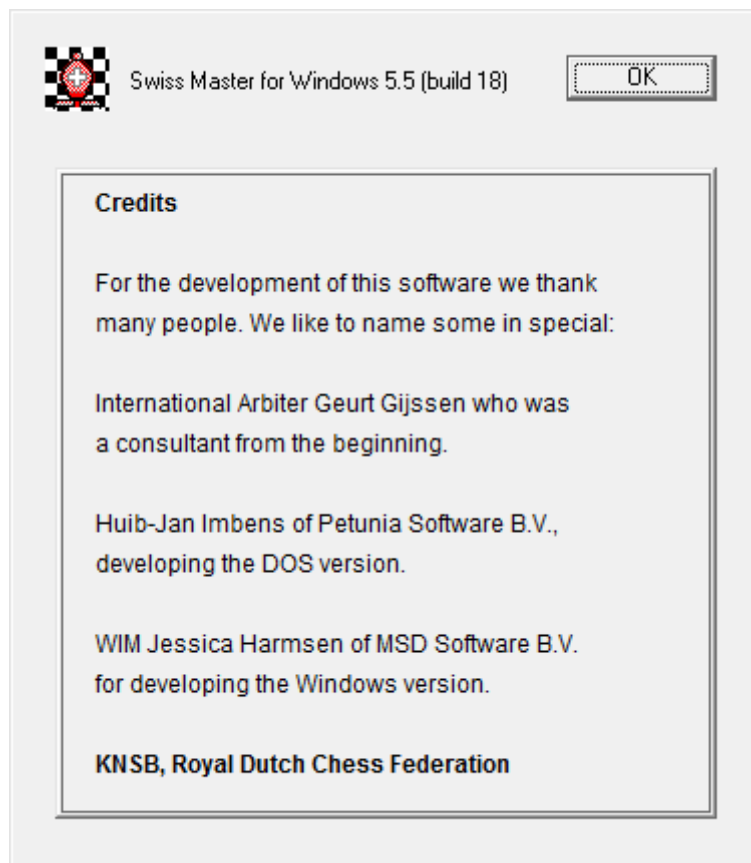 Swiss Master for Windows 5.5 (build 18)
OK
Credits
For the development of this software we thank
many people. We like to name some in special:
International Arbiter Geurt Gijssen who was
a consultant from the beginning.
Huib-Jan Imbens of Petunia Software B.V.,
developing the DOS version.
WIM Jessica Harmsen of MSD Software B.V.
for developing the Windows version.
KNSB, Royal Dutch Chess Federation